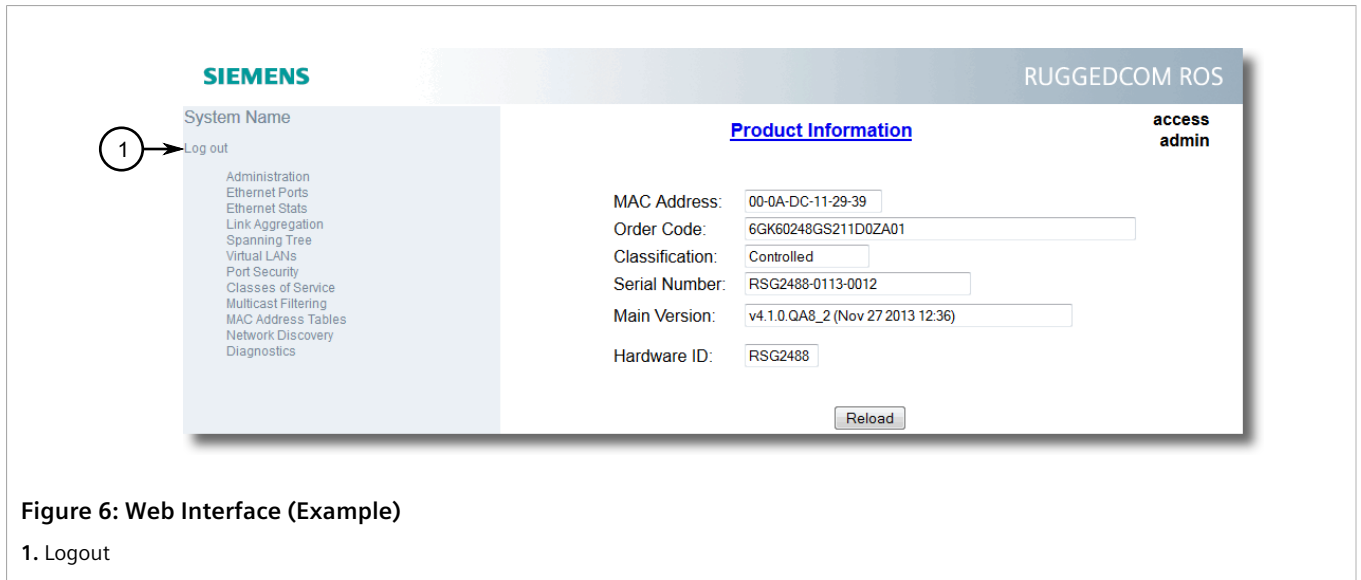 SIEMENS
RUGGEDCOM ROS
System Name
1
Log out
Administration
Ethernet Ports
Ethernet Stats
Link Aggregation
Spanning Tree
Virtual LANs
Port Security
Classes of Service
Multicast Filtering
MAC Address Tables
Network Discovery
Diagnostics
Product Information
access
admin
MAC Address: 00-0A-DC-11-29-39
Order Code: 6GK60248GS211D0ZA01
Classification: Controlled
Serial Number: RSG2488-0113-0012
Main Version: v4.1.0.QA8_2 (Nov 27 2013 12:36)
Hardware ID: RSG2488
Reload
Figure 6: Web Interface (Example)
1. Logout